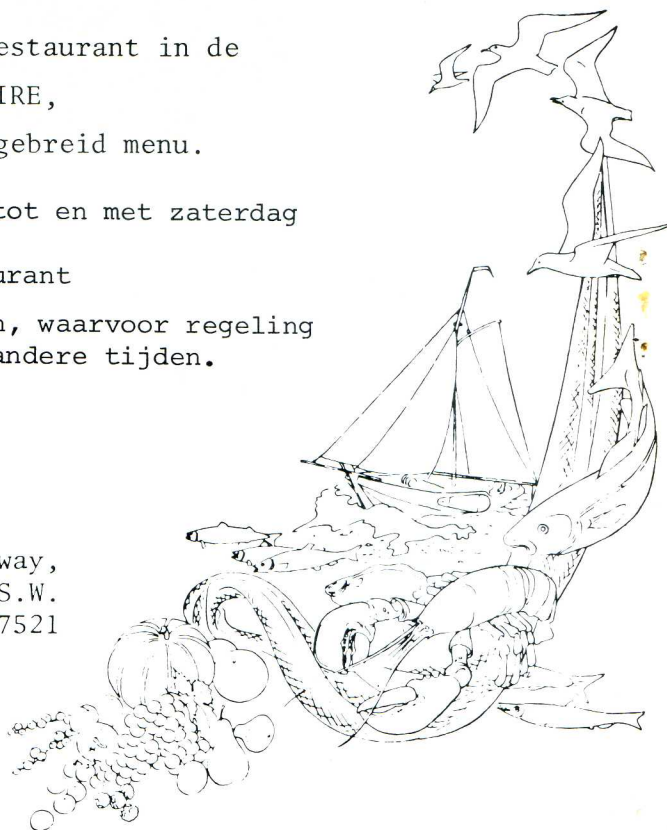 estaurant in de
IRE,
gebreid menu.
tot en met zaterdag
urant
n, waarvoor regeling
andere tijden.
way,
S.W.
7521